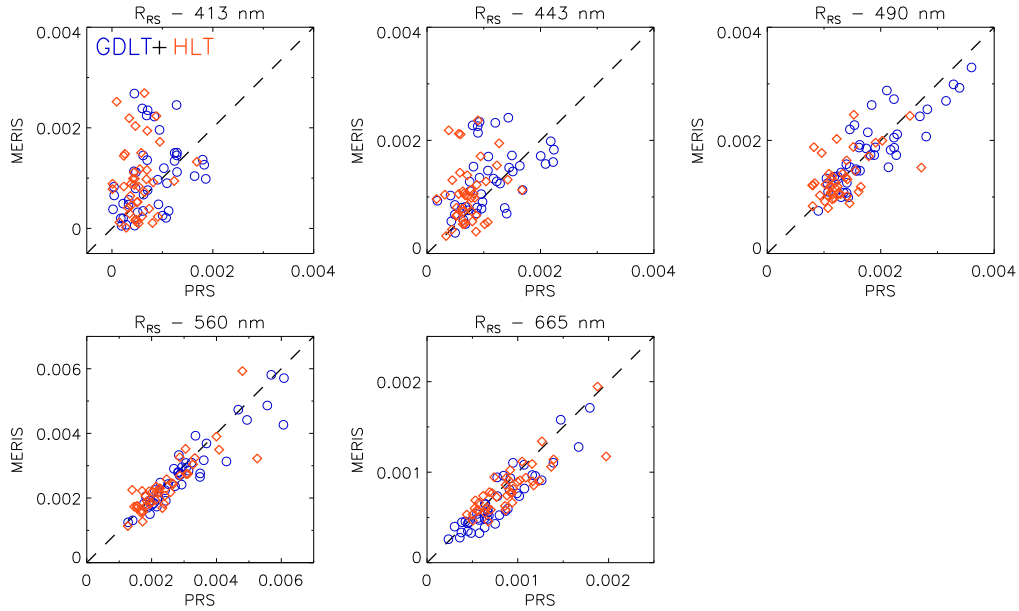 R_RS − 413 nm
GDLT+ HLT
0.004
0.002
0
MERIS
0 0.002 0.004
PRS
R_RS − 443 nm
0.004
0.002
0
MERIS
0 0.002 0.004
PRS
R_RS − 490 nm
0.004
0.002
0
MERIS
0 0.002 0.004
PRS
R_RS − 560 nm
0.006
0.004
0.002
0
MERIS
0 0.002 0.004 0.006
PRS
R_RS − 665 nm
0.002
0.001
0
MERIS
0 0.001 0.002
PRS